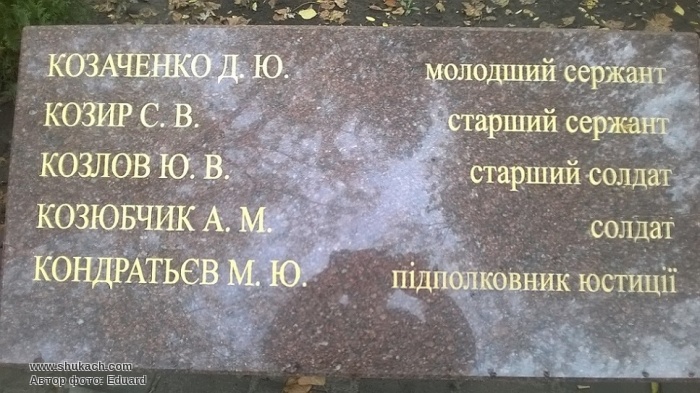 КОЗАЧЕНКО Д. Ю. молодший сержант
КОЗИР С. В. старший сержант
КОЗЛОВ Ю. В. старший солдат
КОЗЮБЧИК А. М. солдат
КОНДРАТЬЄВ М. Ю. підполковник юстиції
www.shukach.com
Автор фото: Eduard